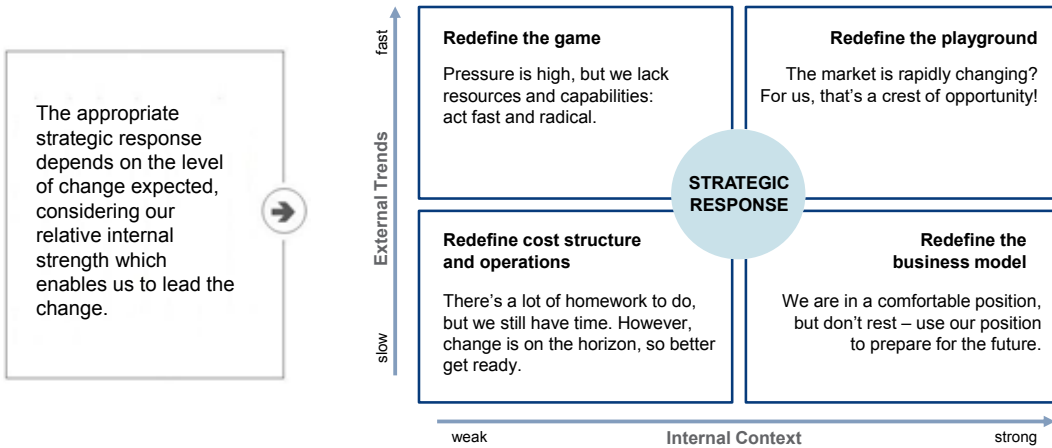 The appropriate
strategic response
depends on the level
of change expected,
considering our
relative internal
strength which
enables us to lead the
change.
External Trends
fast
slow
Redefine the game
Pressure is high, but we lack
resources and capabilities:
act fast and radical.
Redefine the playground
The market is rapidly changing?
For us, that’s a crest of opportunity!
STRATEGIC
RESPONSE
Redefine cost structure
and operations
There’s a lot of homework to do,
but we still have time. However,
change is on the horizon, so better
get ready.
Redefine the
business model
We are in a comfortable position,
but don’t rest – use our position
to prepare for the future.
weak
Internal Context
strong